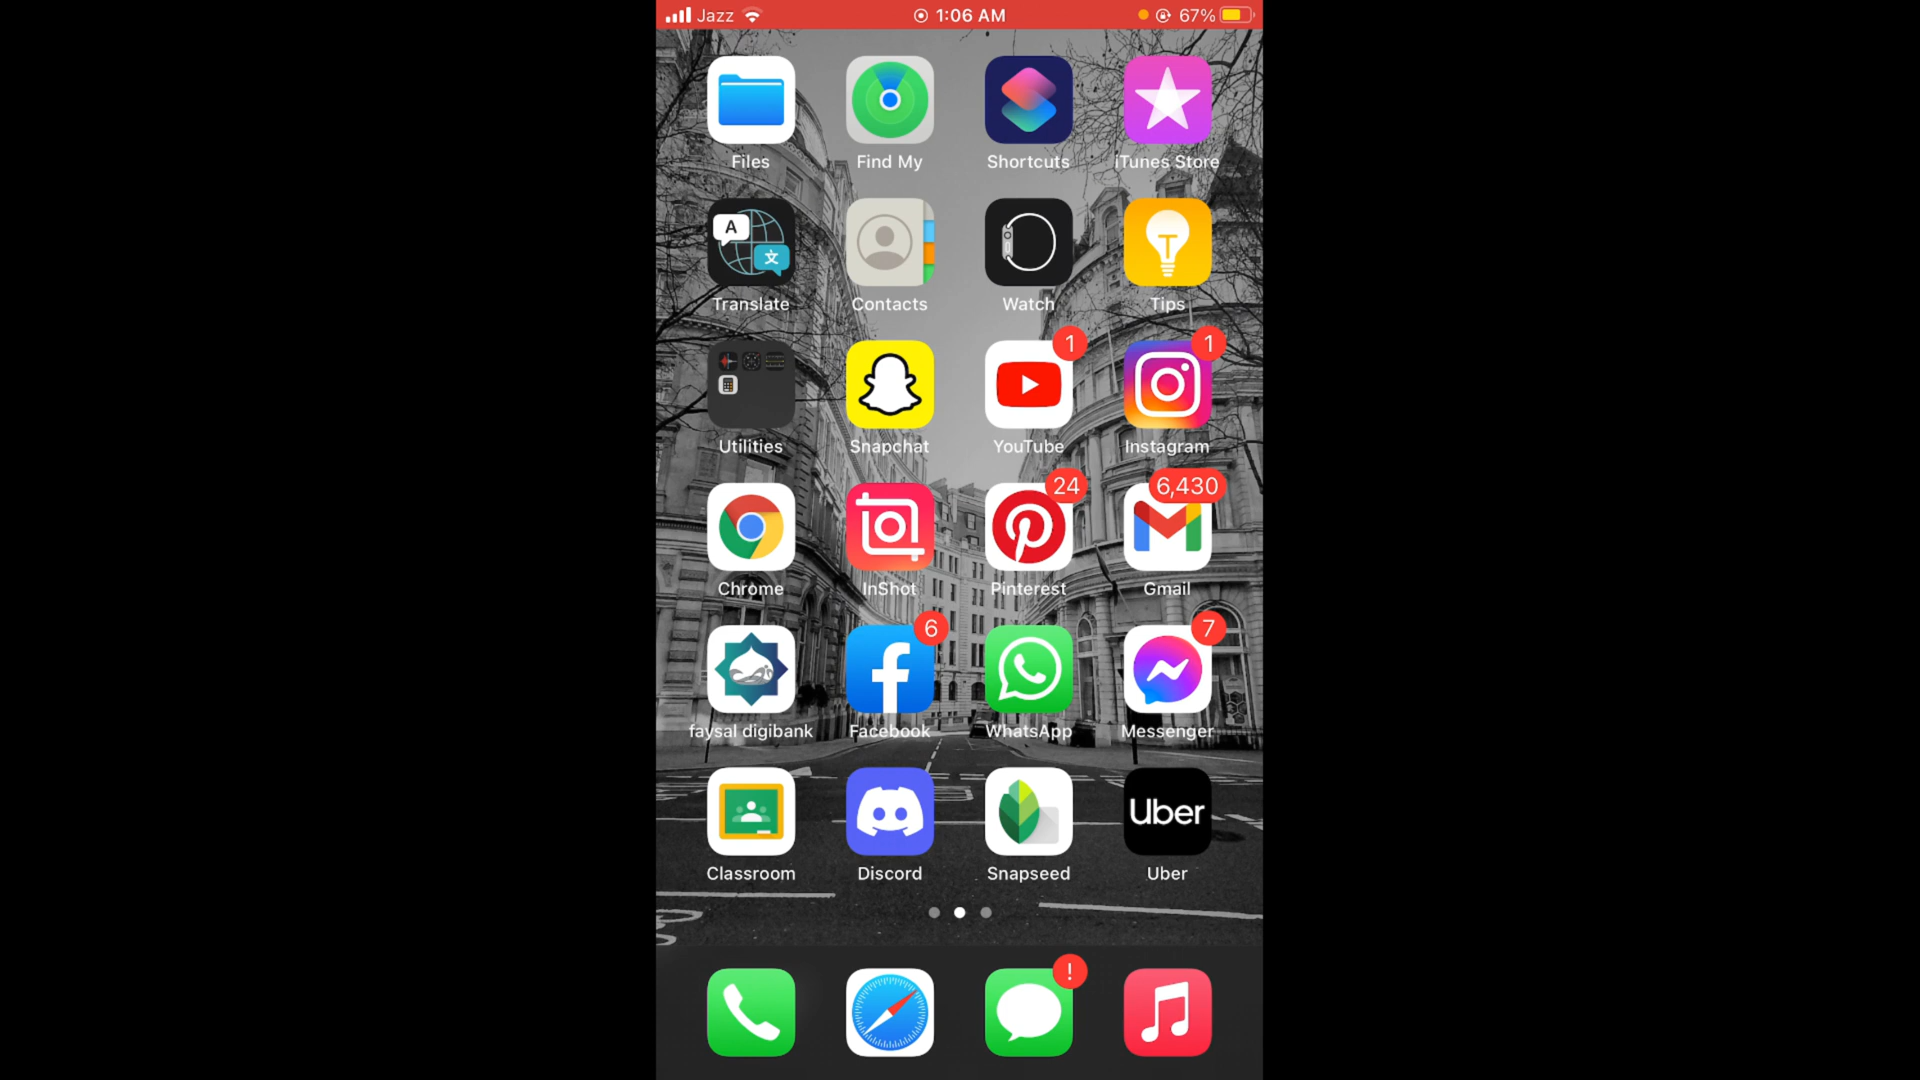 Jazz 1:06 AM 67%
Files Find My Shortcuts iTunes Store
A 文
Translate Contacts Watch Tips
1 1
Utilities Snapchat YouTube Instagram
24 6,430
Chrome InShot Pinterest Gmail
6 7
faysal digibank Facebook WhatsApp Messenger
Uber
Classroom Discord Snapseed Uber
!